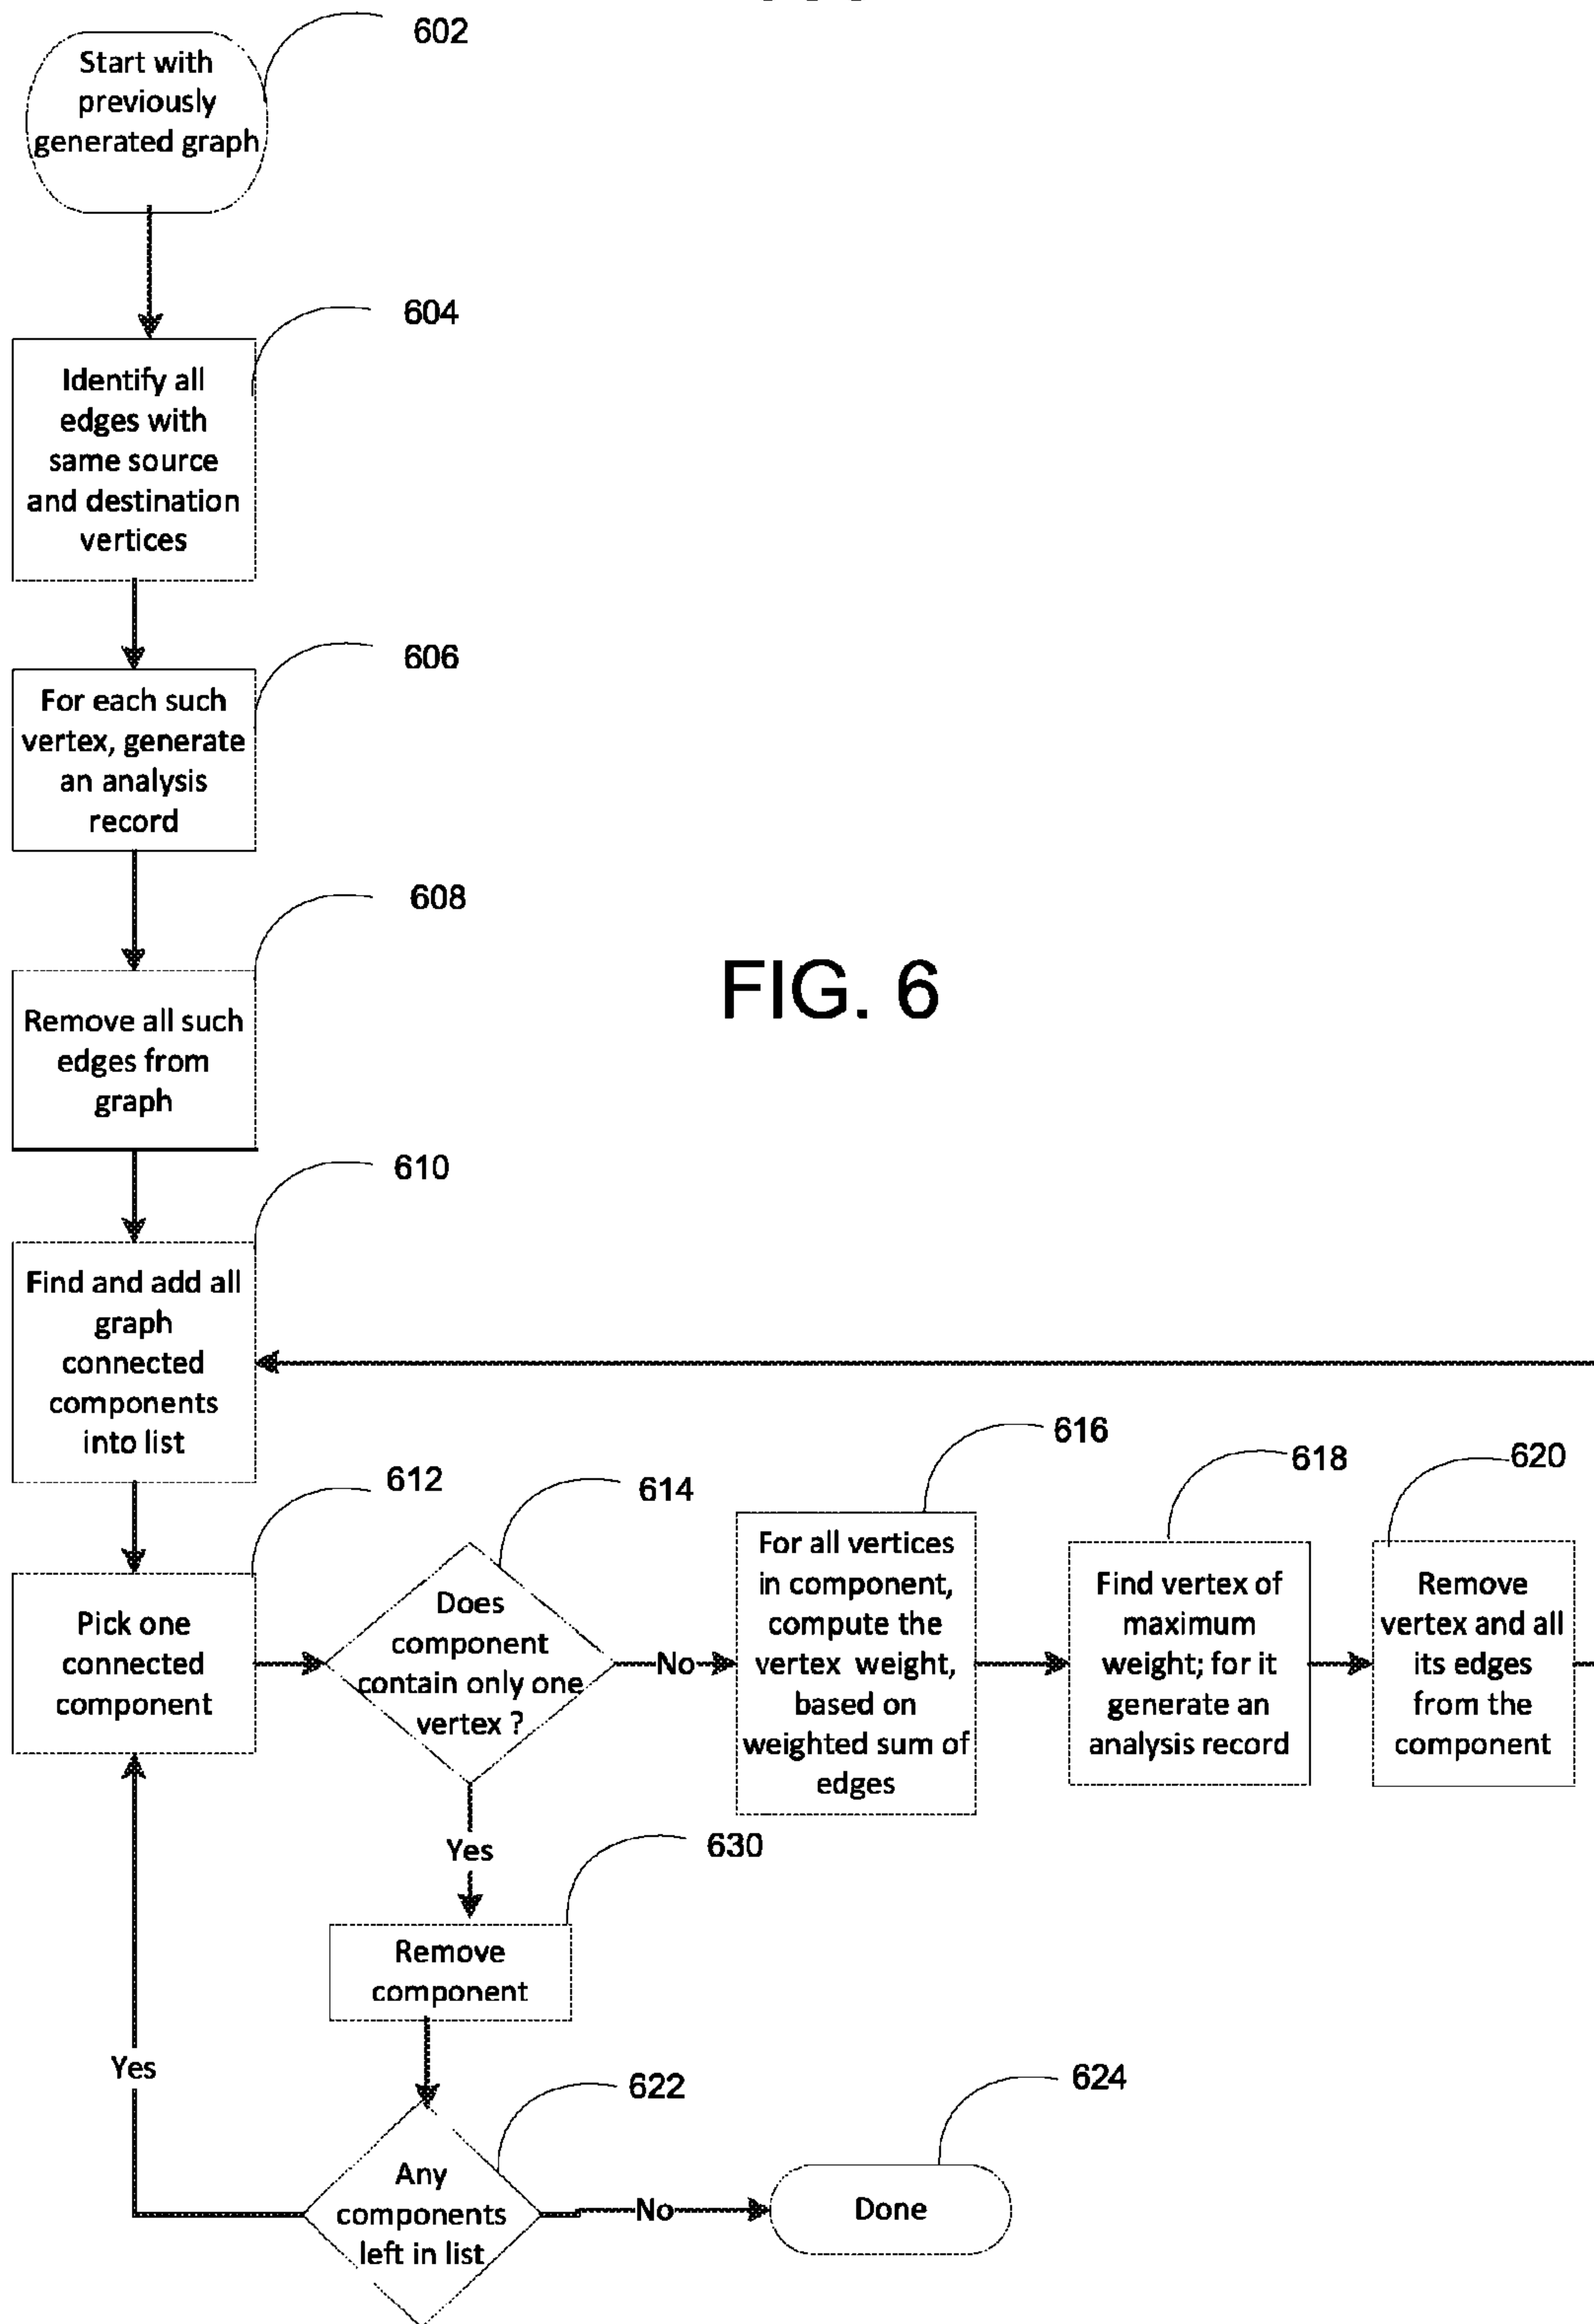 602
Start with
previously
generated graph
604
Identify all
edges with
same source
and destination
vertices
606
For each such
vertex, generate
an analysis
record
608
Remove all such
edges from
graph
FIG. 6
610
Find and add all
graph
connected
components
into list
612
Pick one
connected
component
614
Does
component
contain only one
vertex ?
No
616
For all vertices
in component,
compute the
vertex weight,
based on
weighted sum of
edges
618
Find vertex of
maximum
weight; for it
generate an
analysis record
620
Remove
vertex and all
its edges
from the
component
Yes
630
Remove
component
Yes
622
Any
components
left in list
No
624
Done